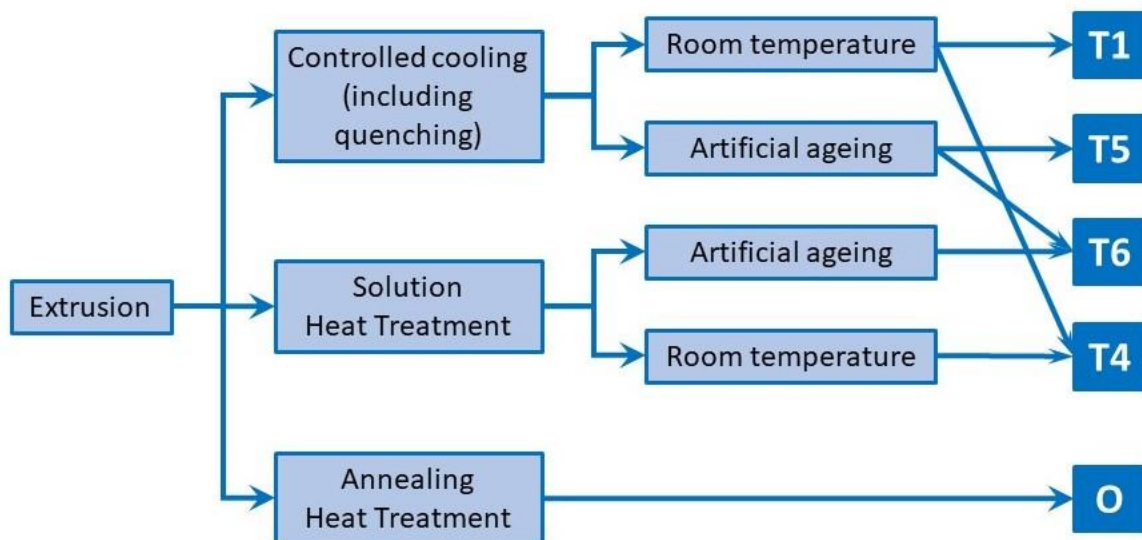 Extrusion
Controlled cooling
(including
quenching)
Room temperature
T1
Artificial ageing
T5
Solution
Heat Treatment
Artificial ageing
T6
Room temperature
T4
Annealing
Heat Treatment
O